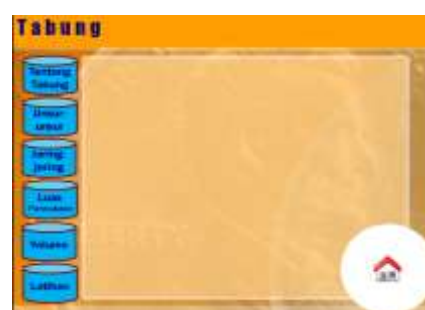 Tabung
Tentang
Tabung
Unsur-
unsur
Jaring-
jaring
Luas
Permukaan
Volume
Latihan